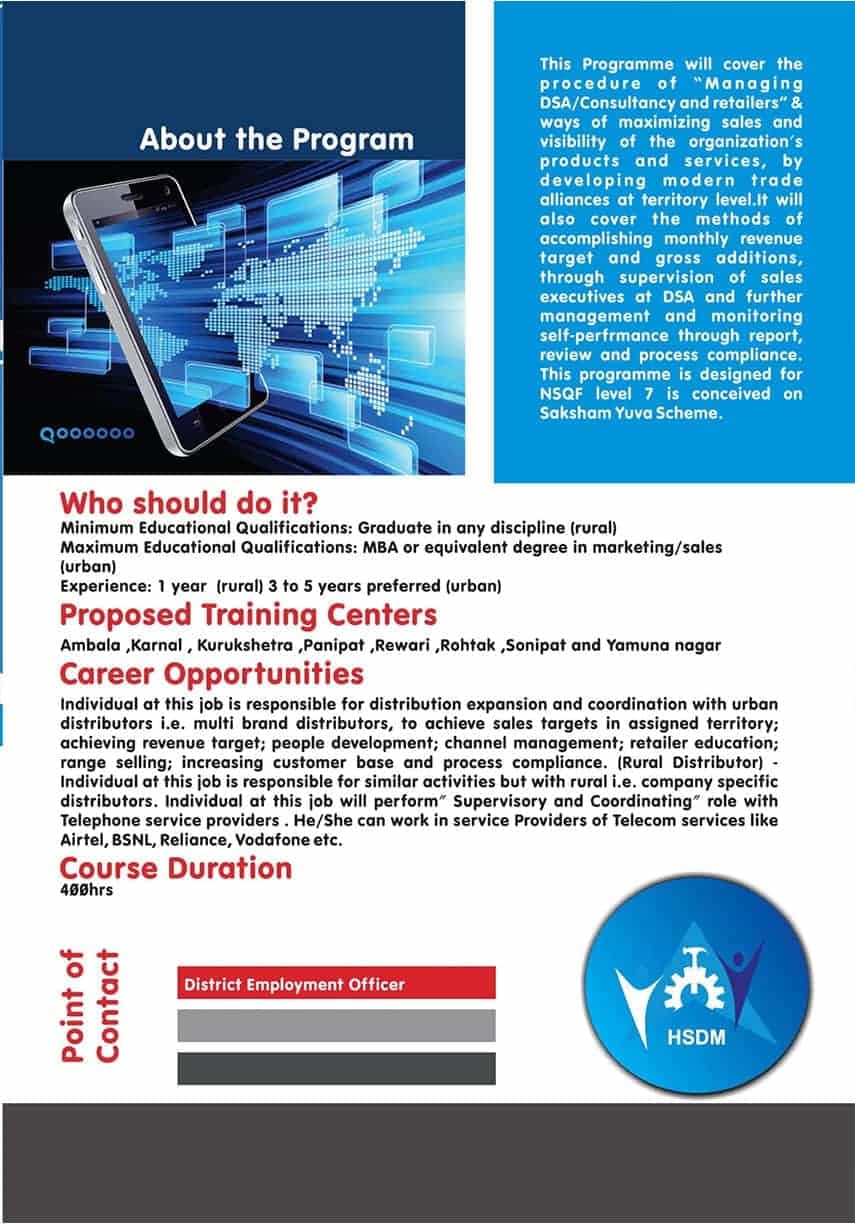 About the Program
This Programme will cover the
procedure of “Managing
DSA/Consultancy and retailers” &
ways of maximizing sales and
visibility of the organization's
products and services, by
developing modern trade
alliances at territory level.It will
also cover the methods of
accomplishing monthly revenue
target and gross additions,
through supervision of sales
executives at DSA and further
management and monitoring
self-perfrmance through report,
review and process compliance.
This programme is designed for
NSQF level 7 is conceived on
Saksham Yuva Scheme.
Who should do it?
Minimum Educational Qualifications: Graduate in any discipline (rural)
Maximum Educational Qualifications: MBA or equivalent degree in marketing/sales
(urban)
Experience: 1 year (rural) 3 to 5 years preferred (urban)
Proposed Training Centers
Ambala ,Karnal , Kurukshetra ,Panipat ,Rewari ,Rohtak ,Sonipat and Yamuna nagar
Career Opportunities
Individual at this job is responsible for distribution expansion and coordination with urban
distributors i.e. multi brand distributors, to achieve sales targets in assigned territory;
achieving revenue target; people development; channel management; retailer education;
range selling; increasing customer base and process compliance. (Rural Distributor) -
Individual at this job is responsible for similar activities but with rural i.e. company specific
distributors. Individual at this job will perform″ Supervisory and Coordinating″ role with
Telephone service providers . He/She can work in service Providers of Telecom services like
Airtel, BSNL, Reliance, Vodafone etc.
Course Duration
400hrs
Point of
Contact
District Employment Officer
HSDM